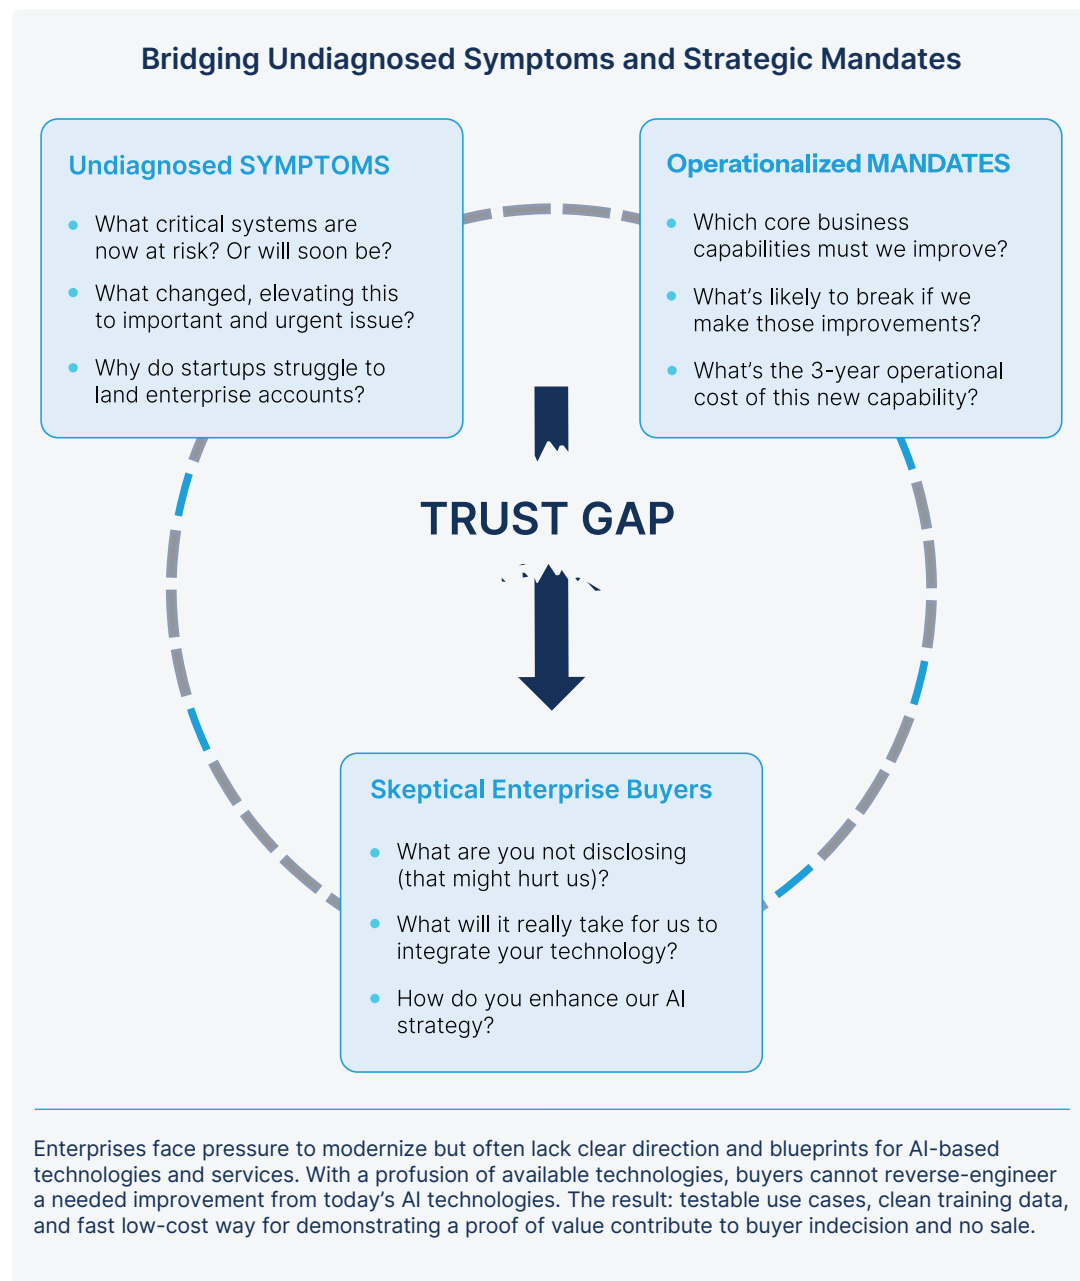 Bridging Undiagnosed Symptoms and Strategic Mandates
Undiagnosed SYMPTOMS
What critical systems are
now at risk? Or will soon be?
What changed, elevating this
to important and urgent issue?
Why do startups struggle to
land enterprise accounts?
Operationalized MANDATES
Which core business
capabilities must we improve?
What’s likely to break if we
make those improvements?
What’s the 3-year operational
cost of this new capability?
TRUST GAP
Skeptical Enterprise Buyers
What are you not disclosing
(that might hurt us)?
What will it really take for us to
integrate your technology?
How do you enhance our AI
strategy?
Enterprises face pressure to modernize but often lack clear direction and blueprints for AI-based
technologies and services. With a profusion of available technologies, buyers cannot reverse-engineer
a needed improvement from today’s AI technologies. The result: testable use cases, clean training data,
and fast low-cost way for demonstrating a proof of value contribute to buyer indecision and no sale.